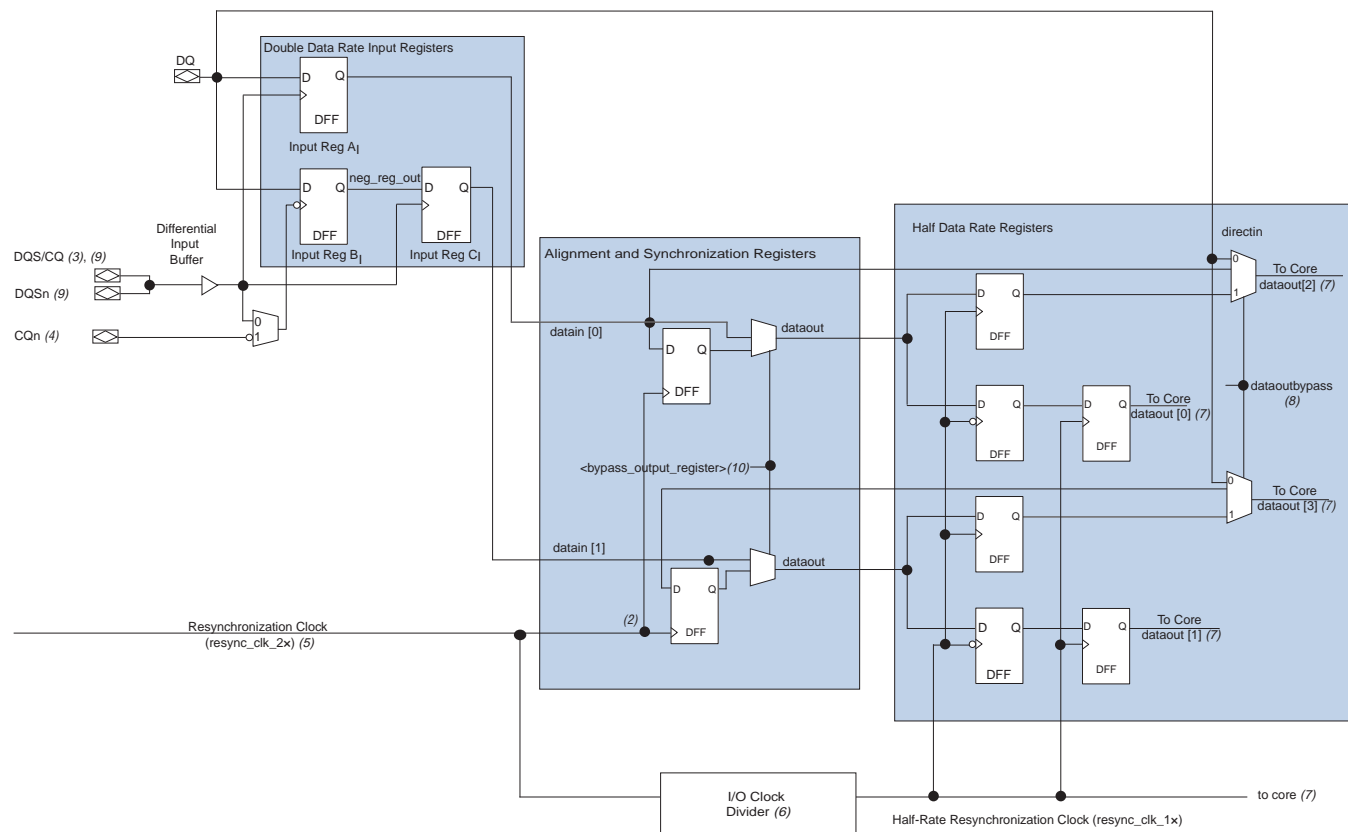 Double Data Rate Input Registers
DQ
D
Q
DFF
Input Reg AI
neg_reg_out
D
Q
DFF
Input Reg BI
D
Q
DFF
Input Reg CI
Differential
Input
Buffer
DQS/CQ (3), (9)
DQSn (9)
CQn (4)
0
1
Alignment and Synchronization Registers
datain [0]
D
Q
DFF
dataout
<bypass_output_register>(10)
datain [1]
D
Q
DFF
dataout
(2)
Resynchronization Clock
(resync_clk_2×) (5)
Half Data Rate Registers
directin
0
1
To Core
dataout[2] (7)
D
Q
DFF
D
Q
DFF
D
Q
DFF
To Core
dataout [0] (7)
dataoutbypass
(8)
0
1
To Core
dataout [3] (7)
D
Q
DFF
D
Q
DFF
D
Q
DFF
To Core
dataout [1] (7)
I/O Clock
Divider (6)
to core (7)
Half-Rate Resynchronization Clock (resync_clk_1×)